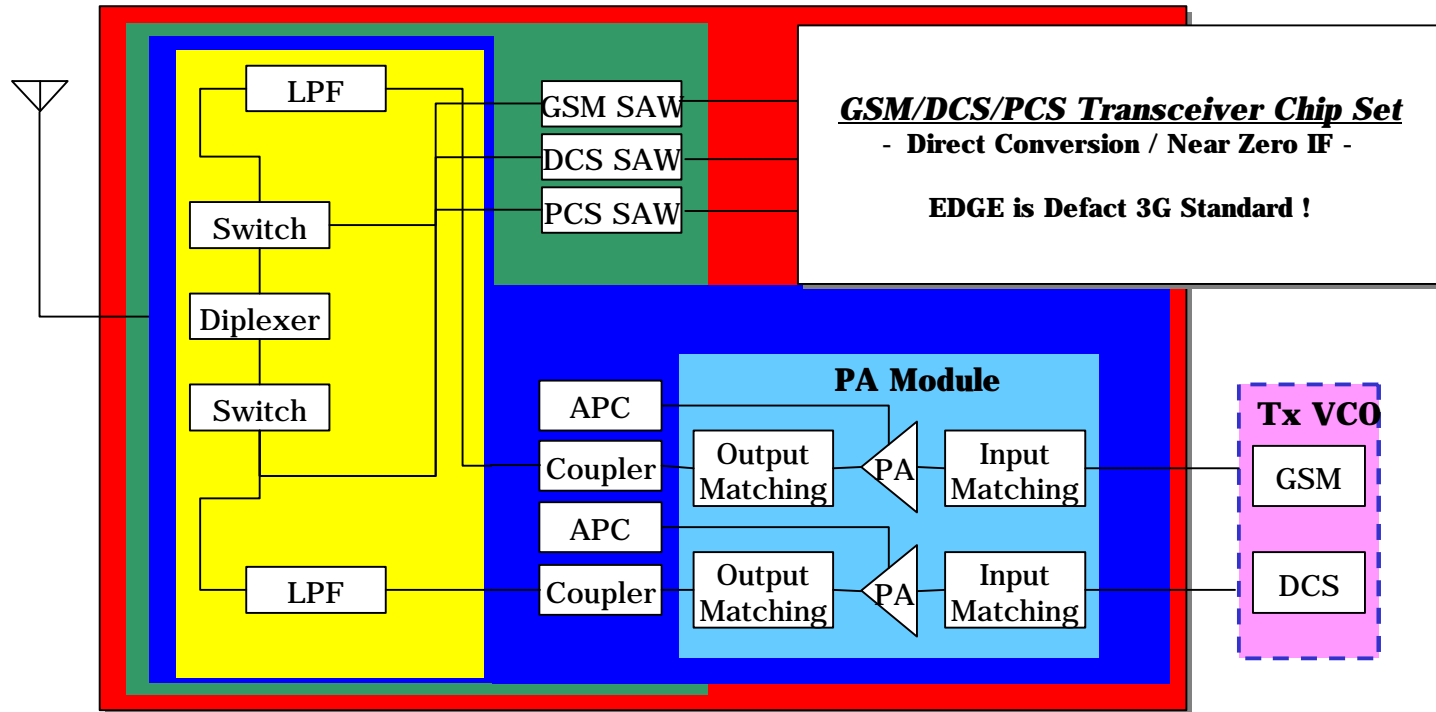 LPF
GSM SAW
DCS SAW
PCS SAW
GSM/DCS/PCS Transceiver Chip Set
- Direct Conversion / Near Zero IF -
EDGE is Defact 3G Standard !
Switch
Diplexer
Switch
LPF
PA Module
APC
Coupler
Output
Matching
PA
Input
Matching
APC
Coupler
Output
Matching
PA
Input
Matching
Tx VCO
GSM
DCS